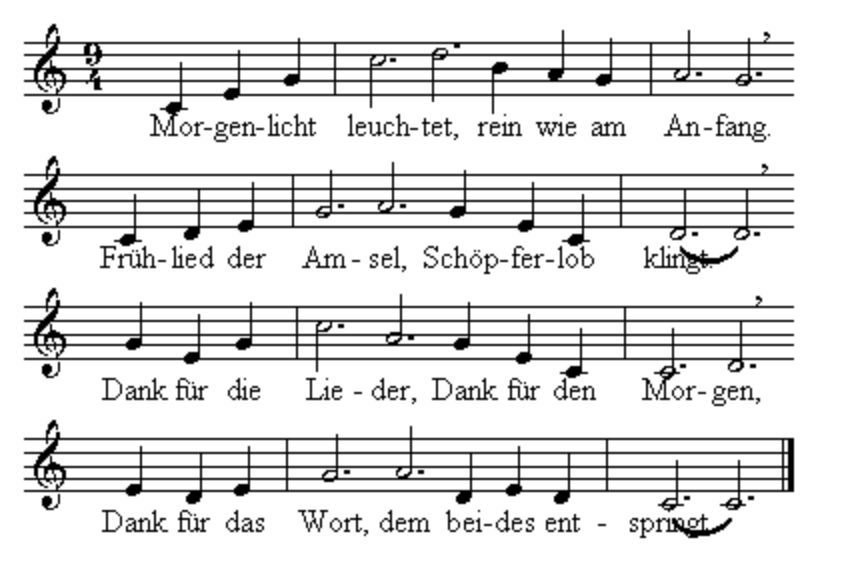 9
4
Mor-gen-licht leuch-tet, rein wie am An-fang.
Früh-lied der Am-sel, Schöp-fer-lob klingt.
Dank für die Lie-der, Dank für den Mor-gen,
Dank für das Wort, dem bei-des ent-springt.